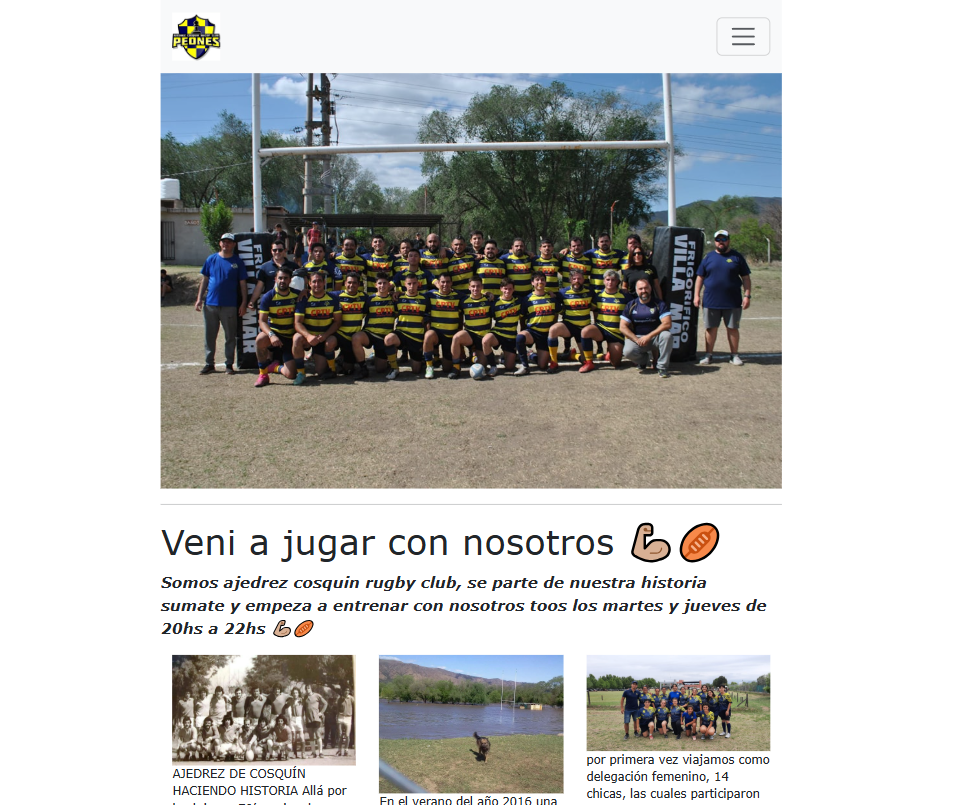 PEONES
FRIGORIFICO
VILLA MAR
FRIGORIFICO
VILLA MAR
Veni a jugar con nosotros 💪🏉
Somos ajedrez cosquin rugby club, se parte de nuestra historia
sumate y empeza a entrenar con nosotros toos los martes y jueves de
20hs a 22hs 💪🏉
AJEDREZ DE COSQUÍN
HACIENDO HISTORIA Allá por
En el verano del año 2016 una
por primera vez viajamos como
delegación femenino, 14
chicas, las cuales participaron